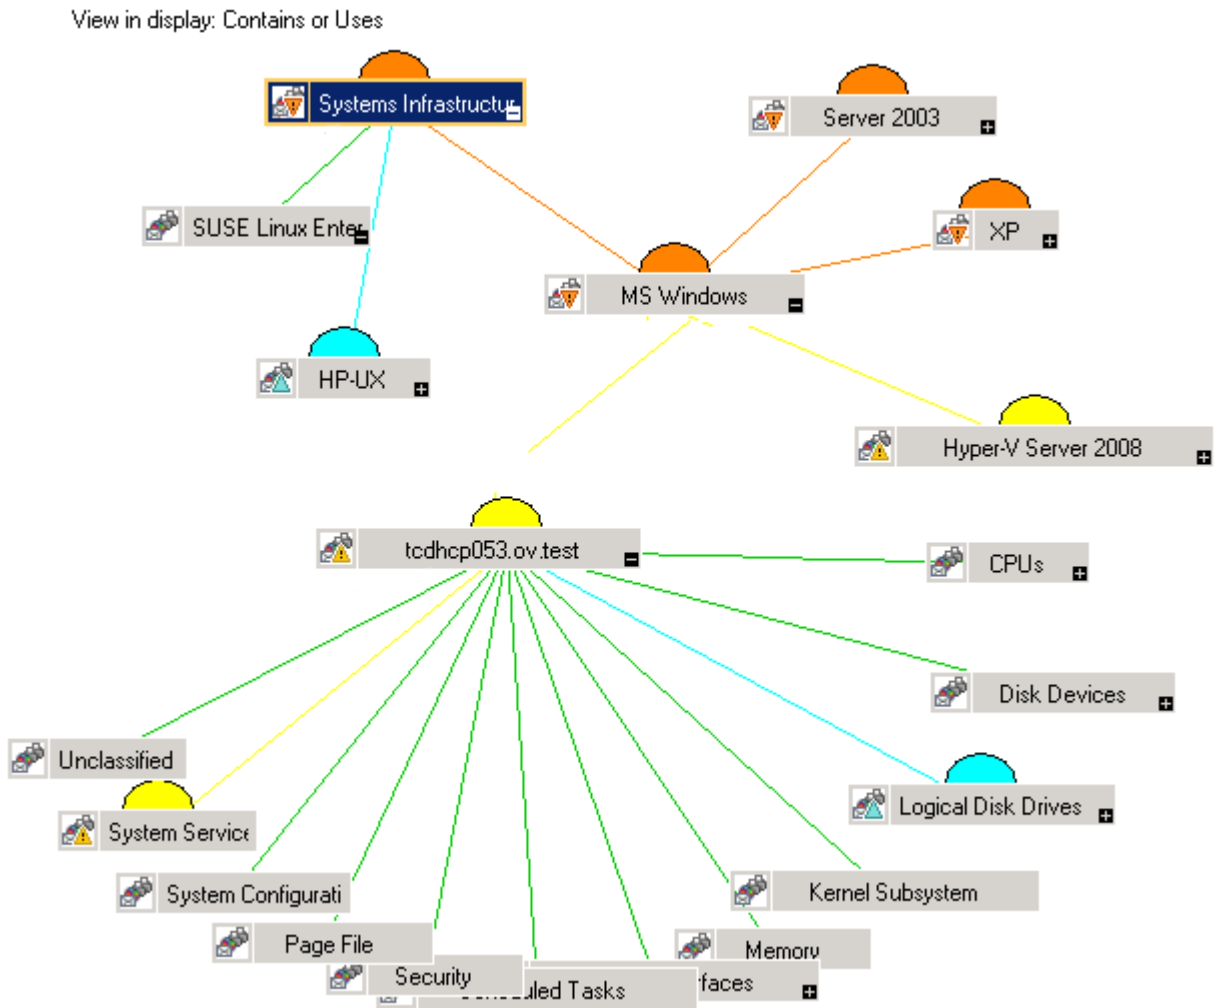 View in display: Contains or Uses
Systems Infrastructur
Server 2003
SUSE Linux Enter
XP
MS Windows
HP-UX
Hyper-V Server 2008
tcdhcp053.ov.test
CPUs
Disk Devices
Unclassified
Logical Disk Drives
System Service
System Configurati
Kernel Subsystem
Page File
Memory
Security
rfaces
Tasks